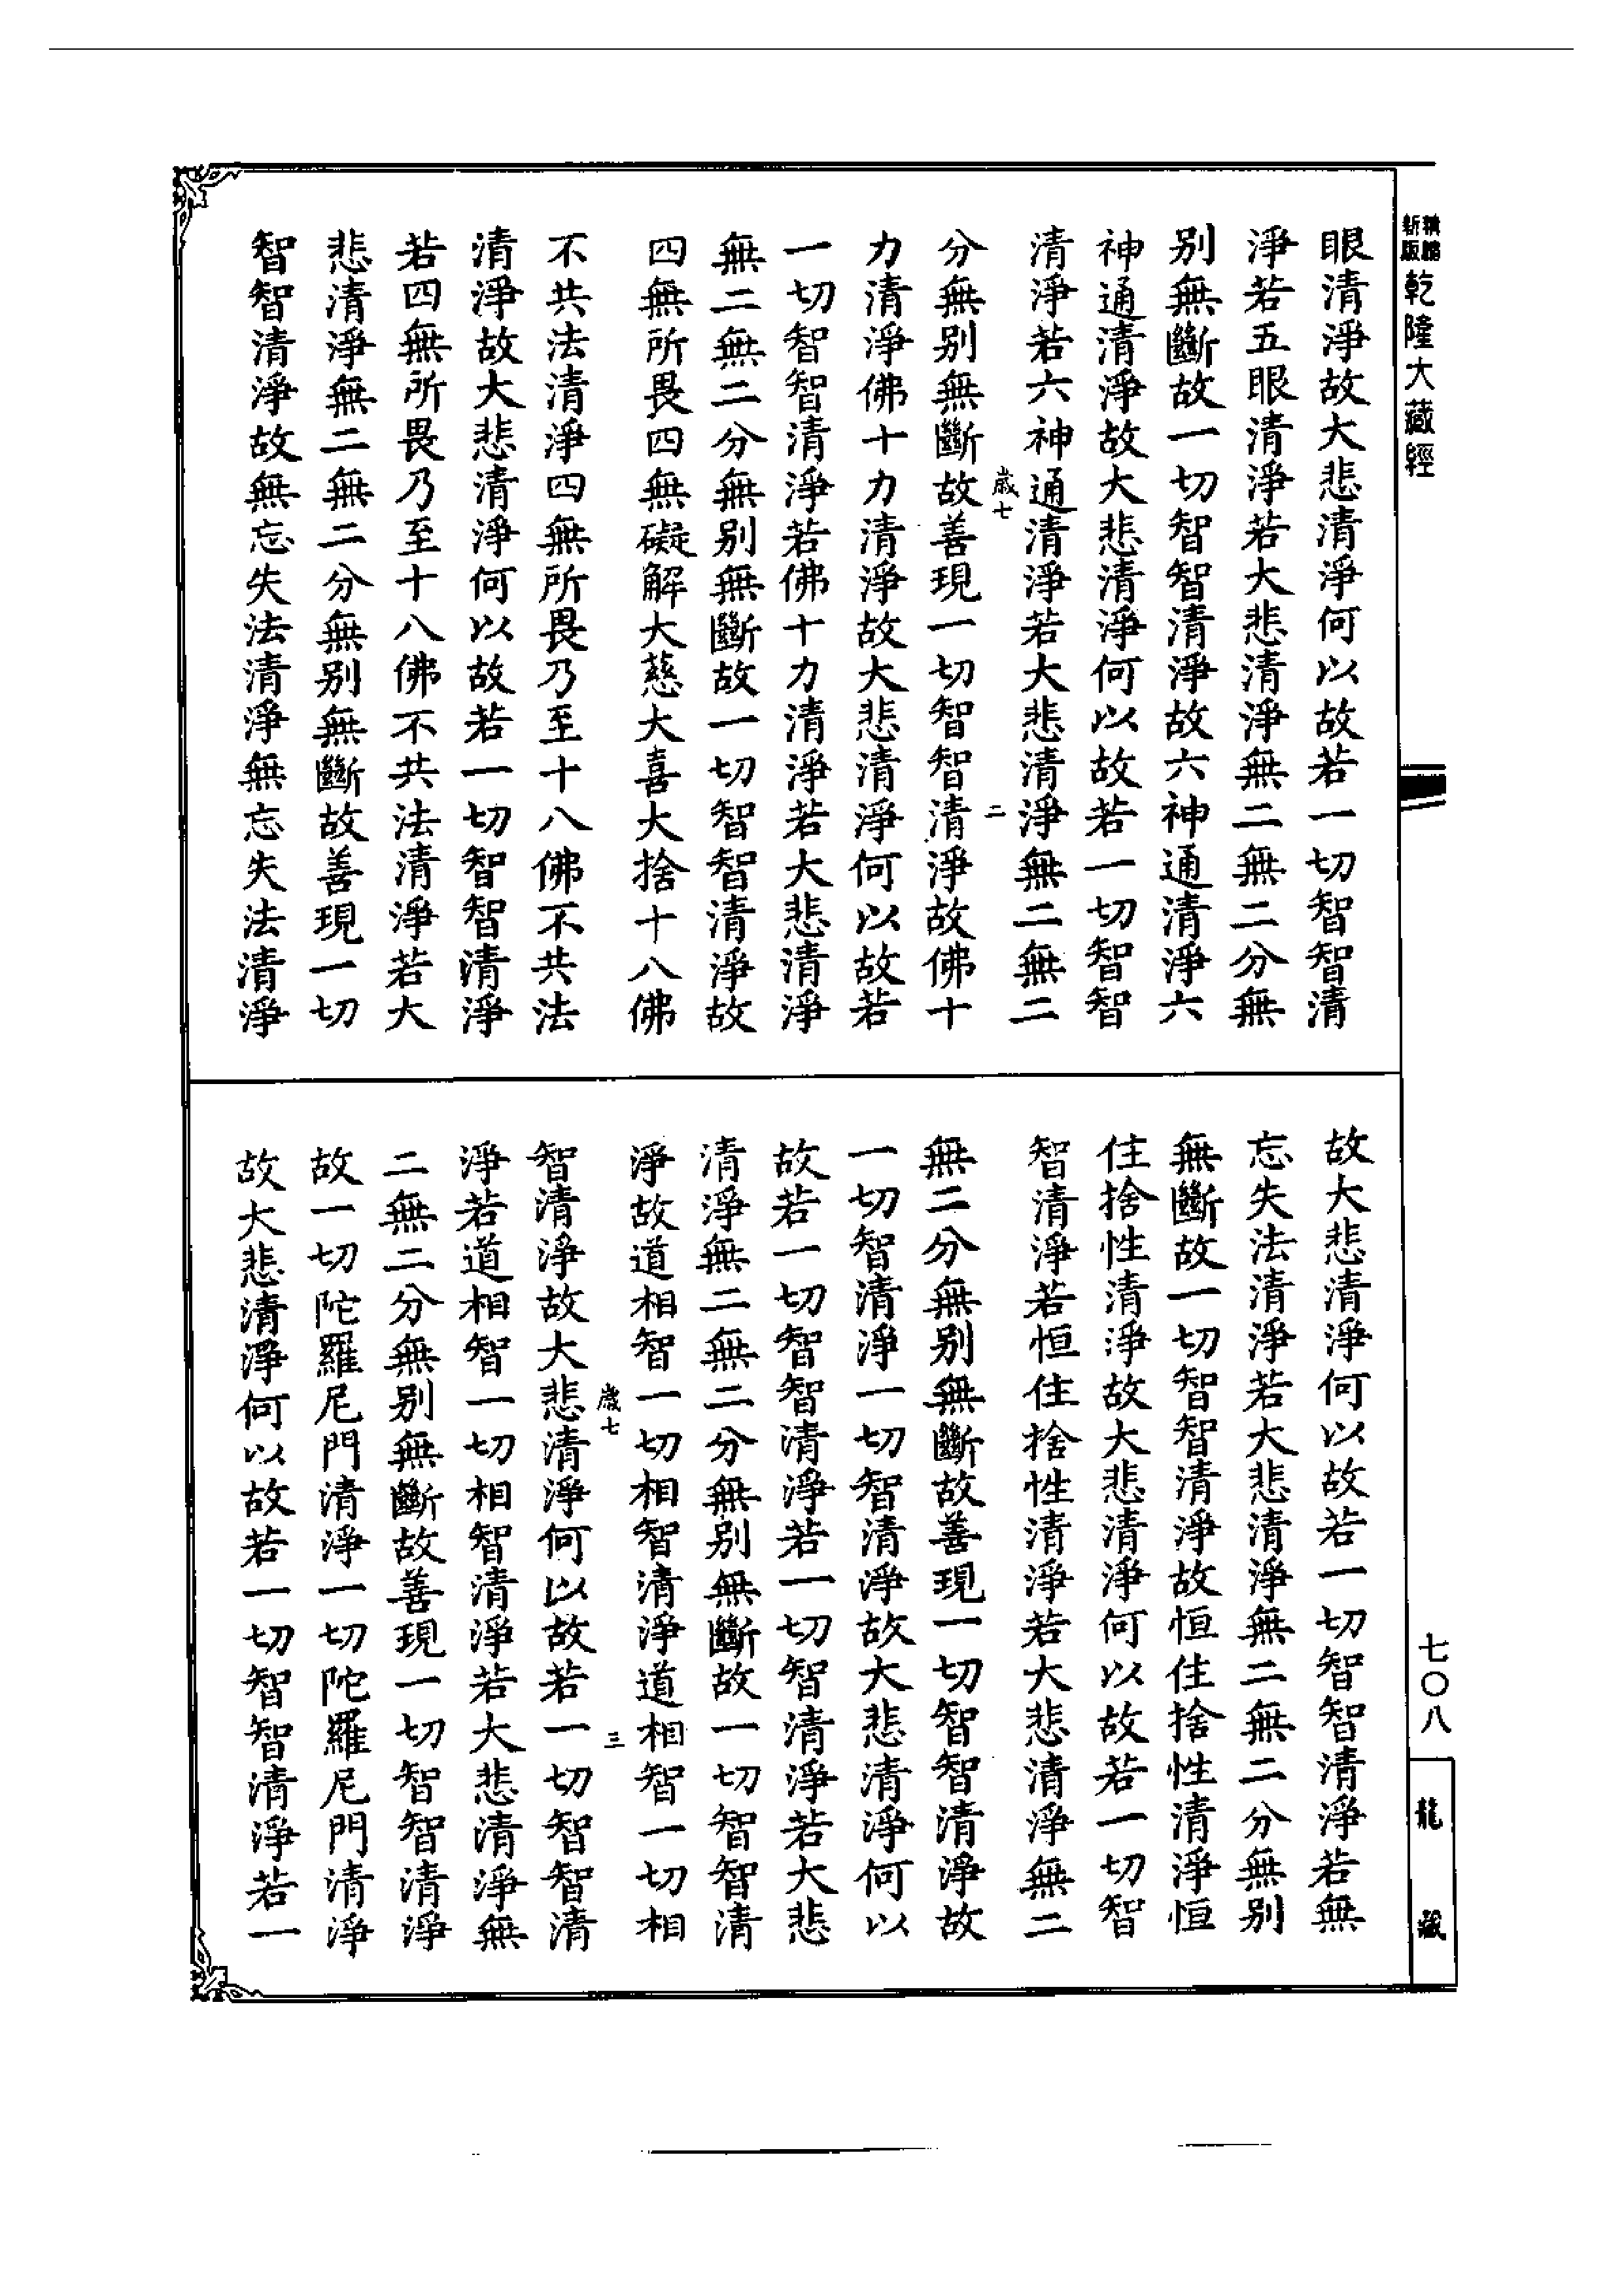 新版
精縮
乾隆大藏經
七〇八
龍藏
眼清淨故大悲清淨何以故若一切智智清
淨若五眼清淨若大悲清淨無二無二分無
別無斷故一切智智清淨故六神通清淨六
神通清淨故大悲清淨何以故若一切智智
清淨若六神通清淨若大悲清淨無二無二
歲七
二
分無別無斷故善現一切智智清淨故佛十
力清淨佛十力清淨故大悲清淨何以故若
一切智智清淨若佛十力清淨若大悲清淨
無二無二分無別無斷故一切智智清淨故
四無所畏四無礙解大慈大喜大捨十八佛
不共法清淨四無所畏乃至十八佛不共法
清淨故大悲清淨何以故若一切智智清淨
若四無所畏乃至十八佛不共法清淨若大
悲清淨無二無二分無別無斷故善現一切
智智清淨故無忘失法清淨無忘失法清淨
故大悲清淨何以故若一切智智清淨若無
忘失法清淨若大悲清淨無二無二分無別
無斷故一切智智清淨故恒住捨性清淨恒
住捨性清淨故大悲清淨何以故若一切智
智清淨若恒住捨性清淨若大悲清淨無二
無二分無別無斷故善現一切智智清淨故
一切智清淨一切智清淨故大悲清淨何以
故若一切智智清淨若一切智清淨若大悲
清淨無二無二分無別無斷故一切智智清
淨故道相智一切相智清淨道相智一切相
歲七
三
智清淨故大悲清淨何以故若一切智智清
淨若道相智一切相智清淨若大悲清淨無
二無二分無別無斷故善現一切智智清淨
故一切陀羅尼門清淨一切陀羅尼門清淨
故大悲清淨何以故若一切智智清淨若一